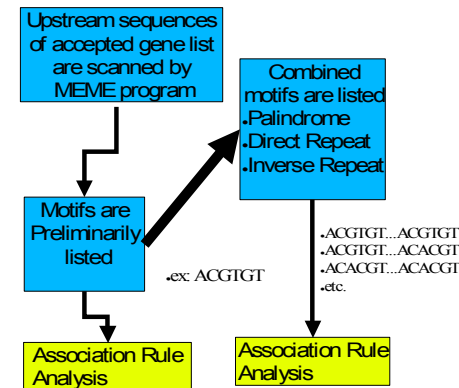 Upstream sequences
of accepted gene list
are scanned by
MEME program
Combined
motifs are listed
.Palindrome
.Direct Repeat
.Inverse Repeat
Motifs are
Preliminarily
listed
.ex: ACGTGT
.ACGTGT...ACGTGT
.ACGTGT...ACACGT
.ACACGT...ACACGT
.etc.
Association Rule
Analysis
Association Rule
Analysis